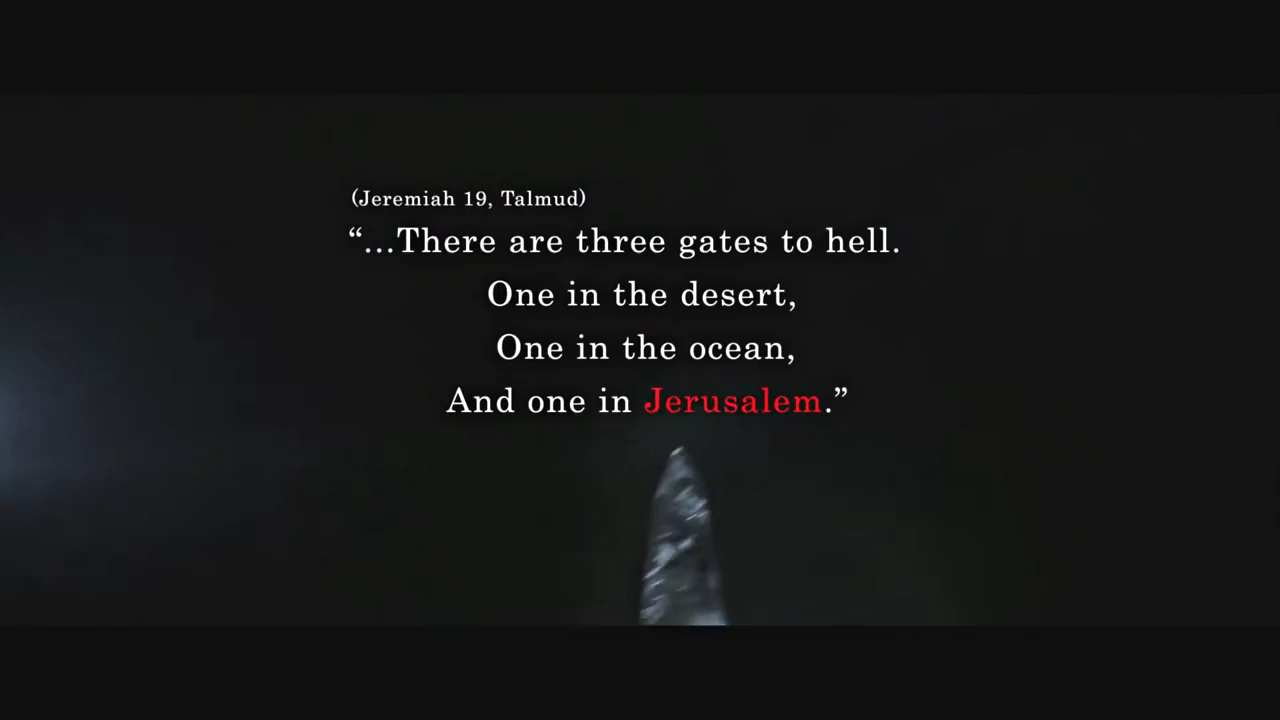 (Jeremiah 19, Talmud)
“...There are three gates to hell.
One in the desert,
One in the ocean,
And one in Jerusalem.”